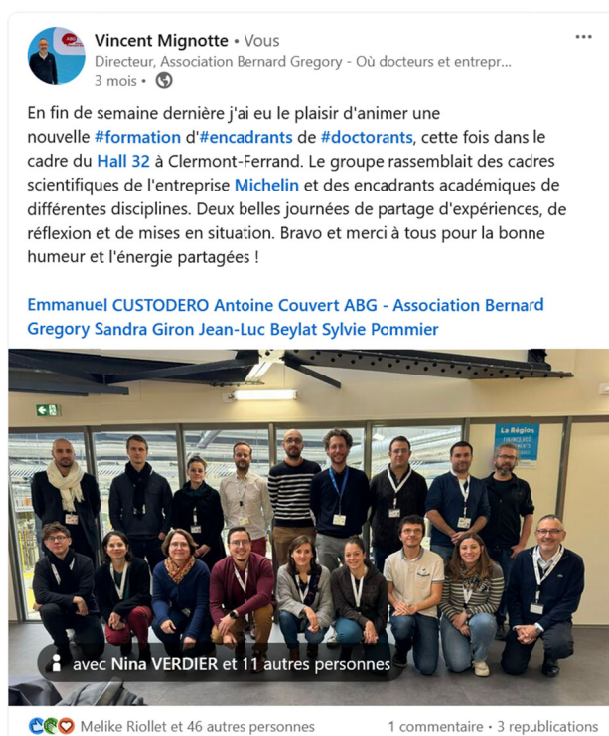 Vincent Mignotte • Vous
Directeur, Association Bernard Gregory - Où docteurs et entrepr...
3 mois •
En fin de semaine dernière j'ai eu le plaisir d'animer une
nouvelle #formation d'#encadrants de #doctorants, cette fois dans le
cadre du Hall 32 à Clermont-Ferrand. Le groupe rassemblait des cadres
scientifiques de l'entreprise Michelin et des encadrants académiques de
différentes disciplines. Deux belles journées de partage d'expériences, de
réflexion et de mises en situation. Bravo et merci à tous pour la bonne
humeur et l'énergie partagées !
Emmanuel CUSTODERO Antoine Couvert ABG - Association Bernard
Gregory Sandra Giron Jean-Luc Beylat Sylvie Pommier
La Région
avec Nina VERDIER et 11 autres personnes
Melike Riollet et 46 autres personnes
1 commentaire • 3 republications